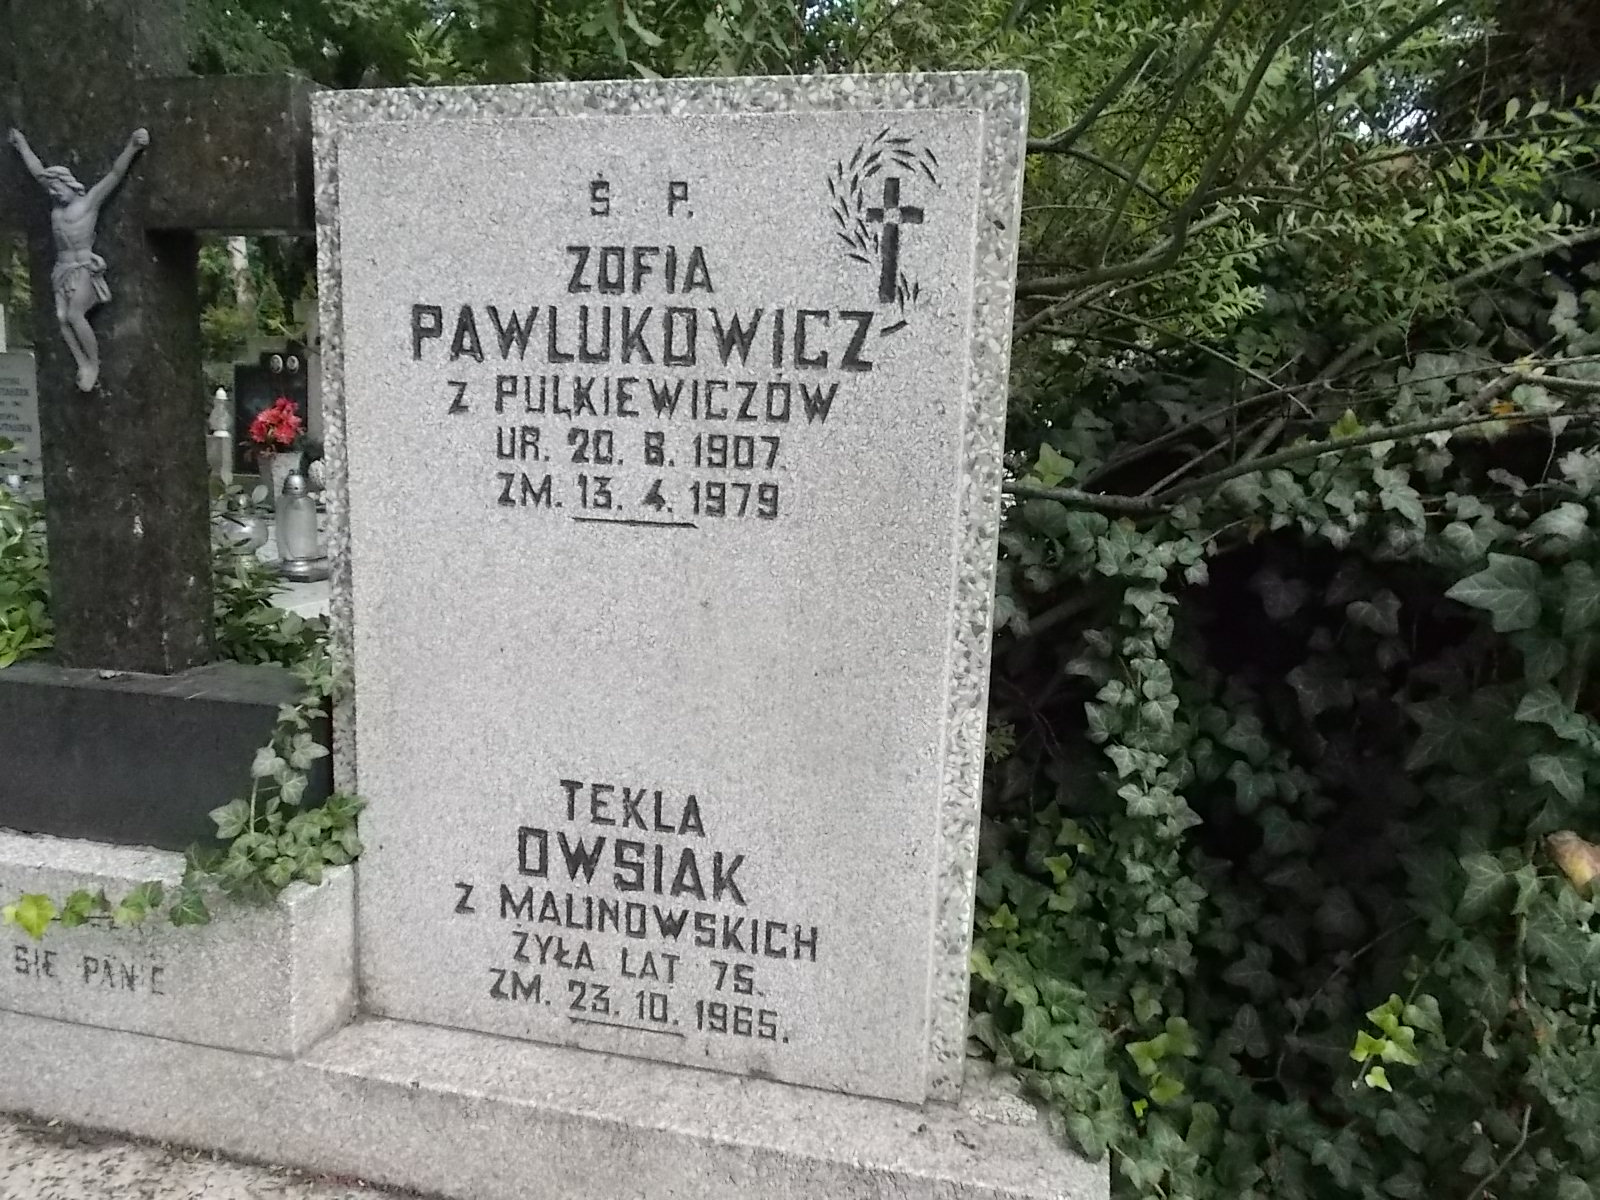 Ś P.
ZOFIA
PAWLUKOWICZ
Z PULKIEWICZÓW
UR. 20. 8. 1907.
ZM. 13. 4. 1979
TEKLA
OWSIAK
Z MALINOWSKICH
ŻYŁA LAT 75.
ZM. 23. 10. 1965.
SIĘ PANIE